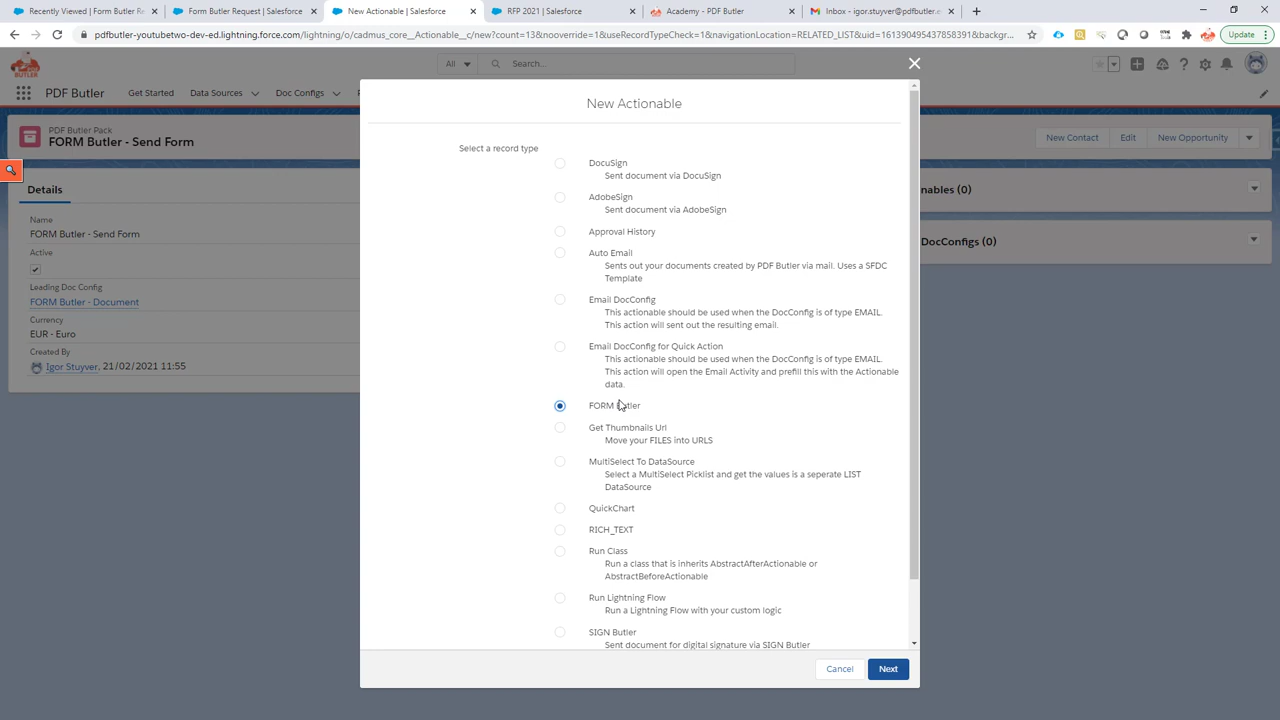 Recently Viewed | Form Butler Re
Form Butler Request | Salesforce
New Actionable | Salesforce
RFP 2021 | Salesforce
Academy - PDF Butler
Inbox - igor.stuyver@pdfbutler.e
pdfbutler-youtubetwo-dev-ed.lightning.force.com/lightning/o/cadmus_core__Actionable__c/new?count=13&nooverride=1&useRecordTypeCheck=1&navigationLocation=RELATED_LIST&uid=161390495437838591&backgr...
Update
BUTLER
All
Search...
PDF Butler
Get Started
Data Sources
Doc Configs
PDF Butler Pack
FORM Butler - Send Form
New Contact
Edit
New Opportunity
Details
Name
FORM Butler - Send Form
Active
Leading Doc Config
FORM Butler - Document
Currency
EUR - Euro
Created By
Igor Stuyver, 21/02/2021 11:55
nables (0)
DocConfigs (0)
New Actionable
Select a record type
DocuSign
Sent document via DocuSign
AdobeSign
Sent document via AdobeSign
Approval History
Auto Email
Sents out your documents created by PDF Butler via mail. Uses a SFDC
Template
Email DocConfig
This actionable should be used when the DocConfig is of type EMAIL.
This action will sent out the resulting email.
Email DocConfig for Quick Action
This actionable should be used when the DocConfig is of type EMAIL.
This action will open the Email Activity and prefill this with the Actionable
data.
FORM Butler
Get Thumbnails Url
Move your FILES into URLS
MultiSelect To DataSource
Select a MultiSelect Picklist and get the values is a seperate LIST
DataSource
QuickChart
RICH_TEXT
Run Class
Run a class that is inherits AbstractAfterActionable or
AbstractBeforeActionable
Run Lightning Flow
Run a Lightning Flow with your custom logic
SIGN Butler
Sent document for digital signature via SIGN Butler
Cancel
Next